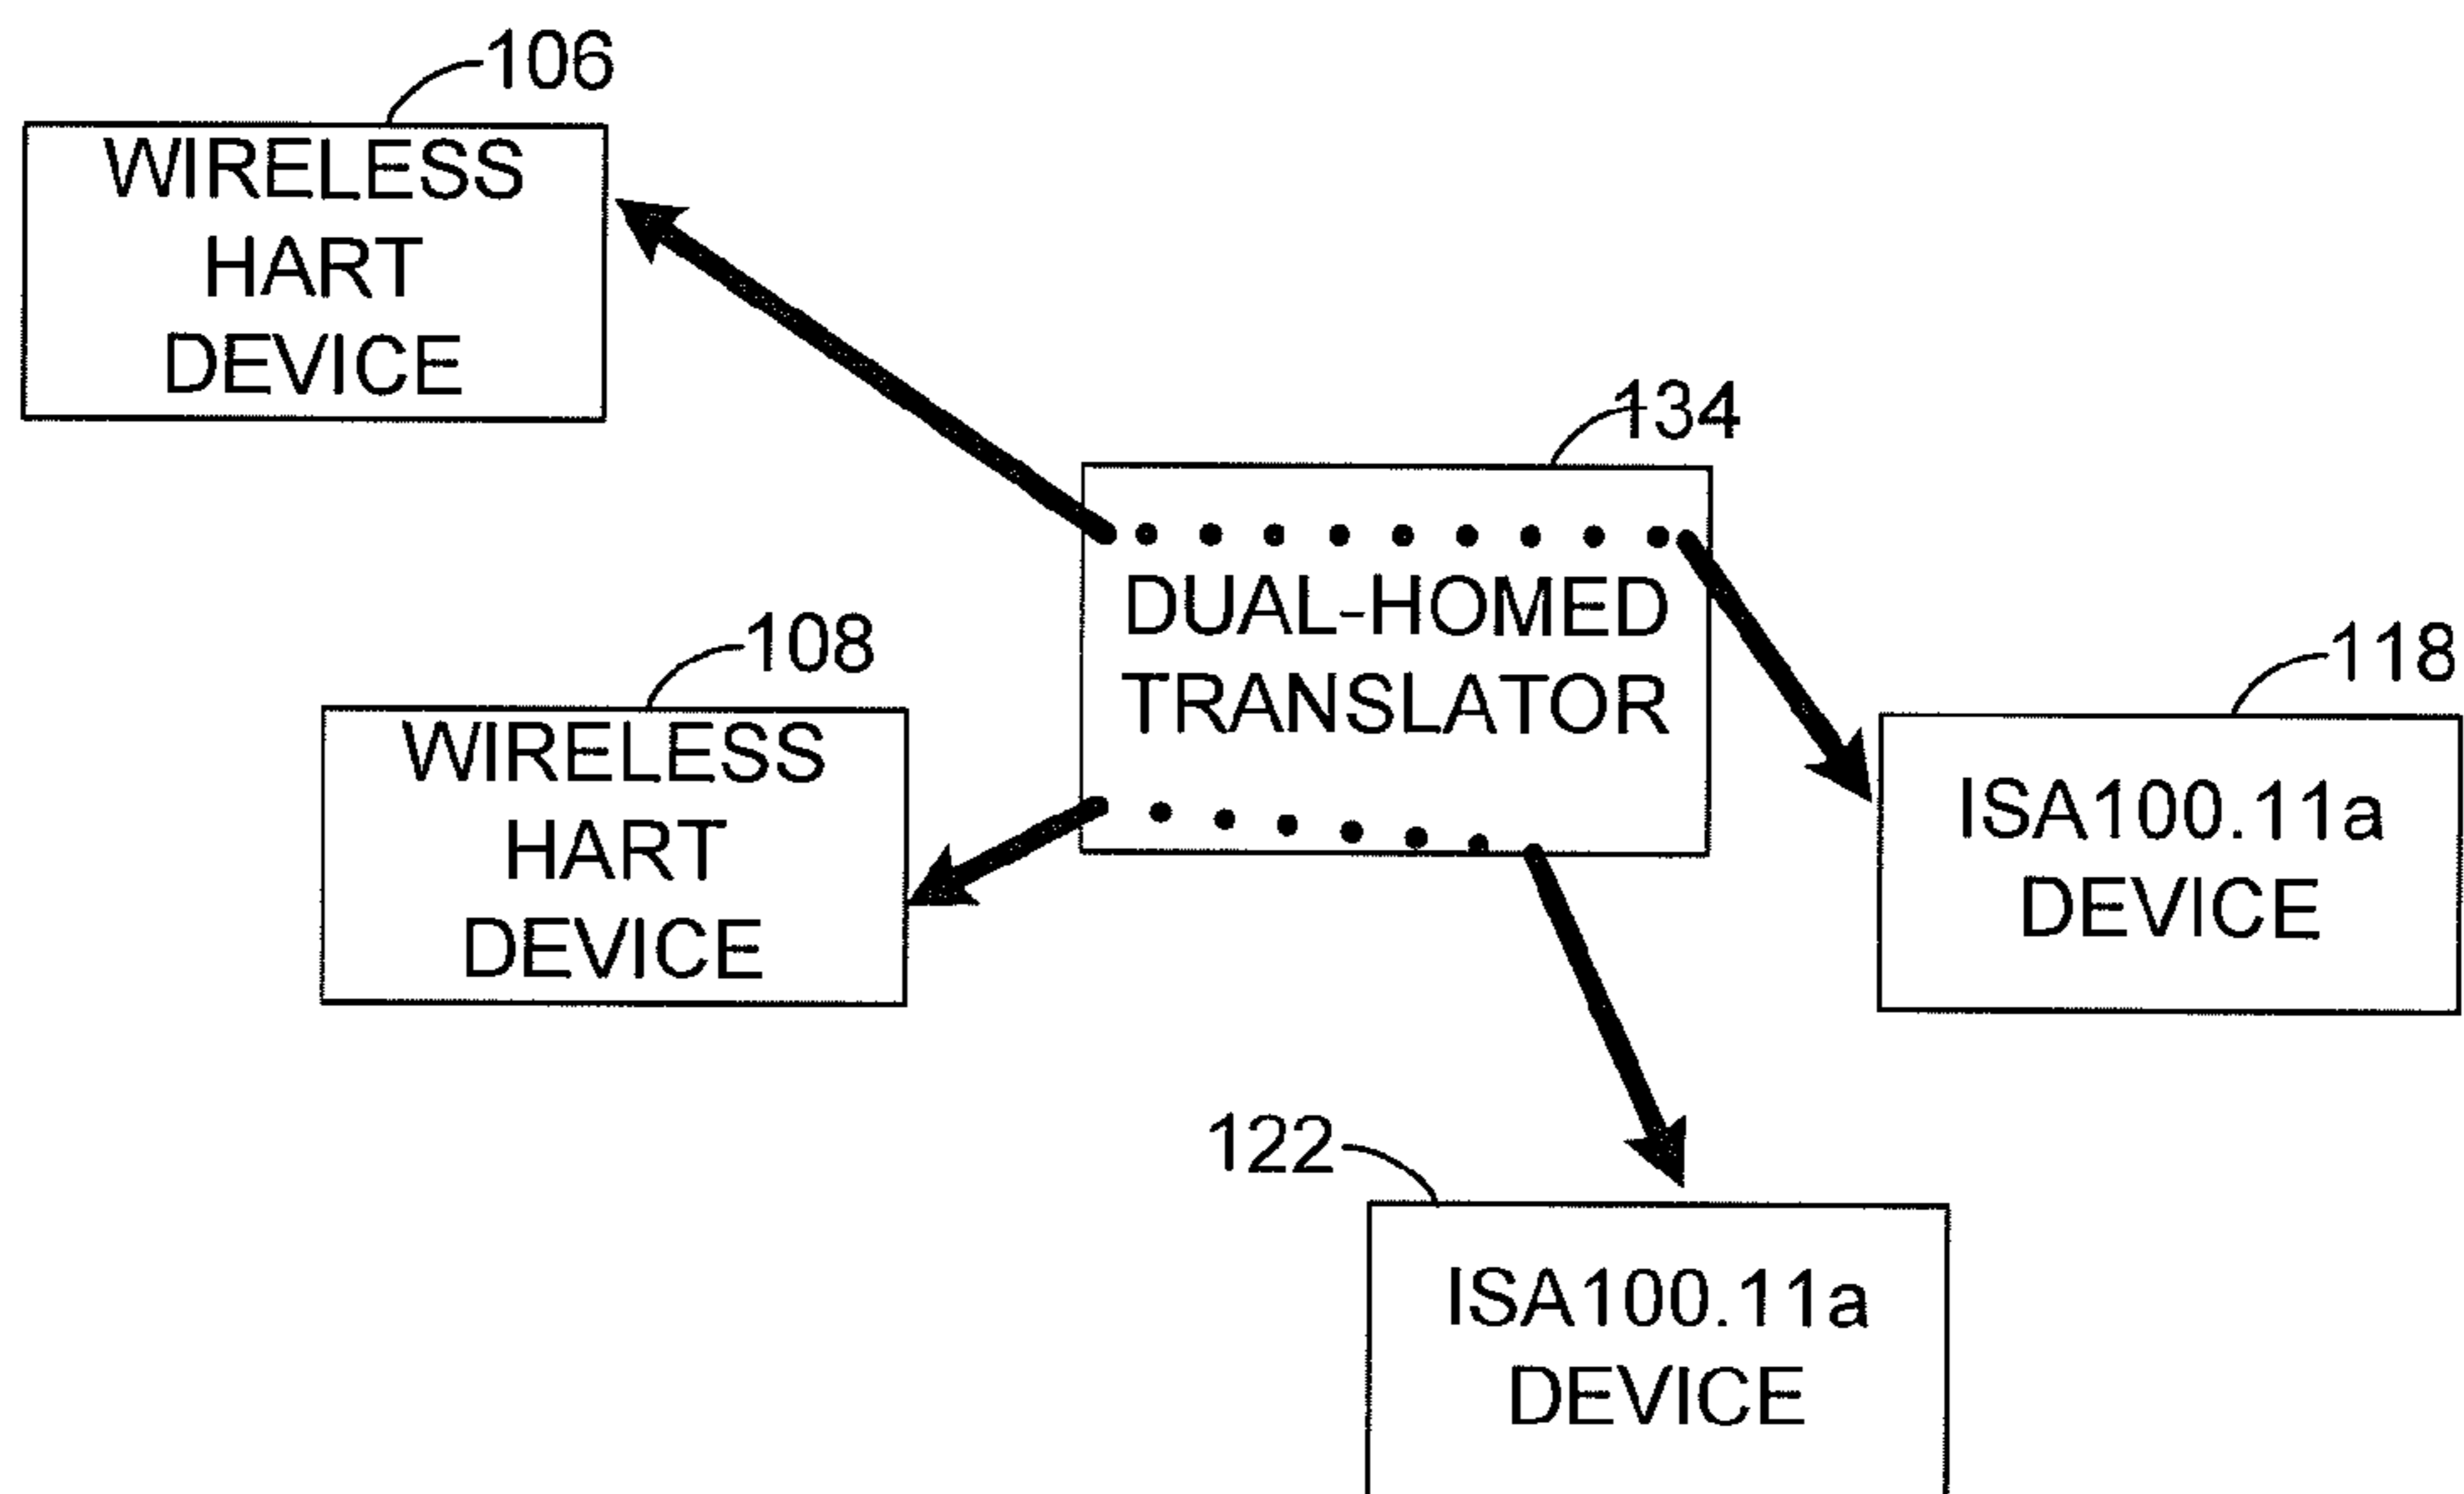 106
WIRELESS
HART
DEVICE
134
DUAL-HOMED
TRANSLATOR
108
WIRELESS
HART
DEVICE
118
ISA100.11a
DEVICE
122
ISA100.11a
DEVICE